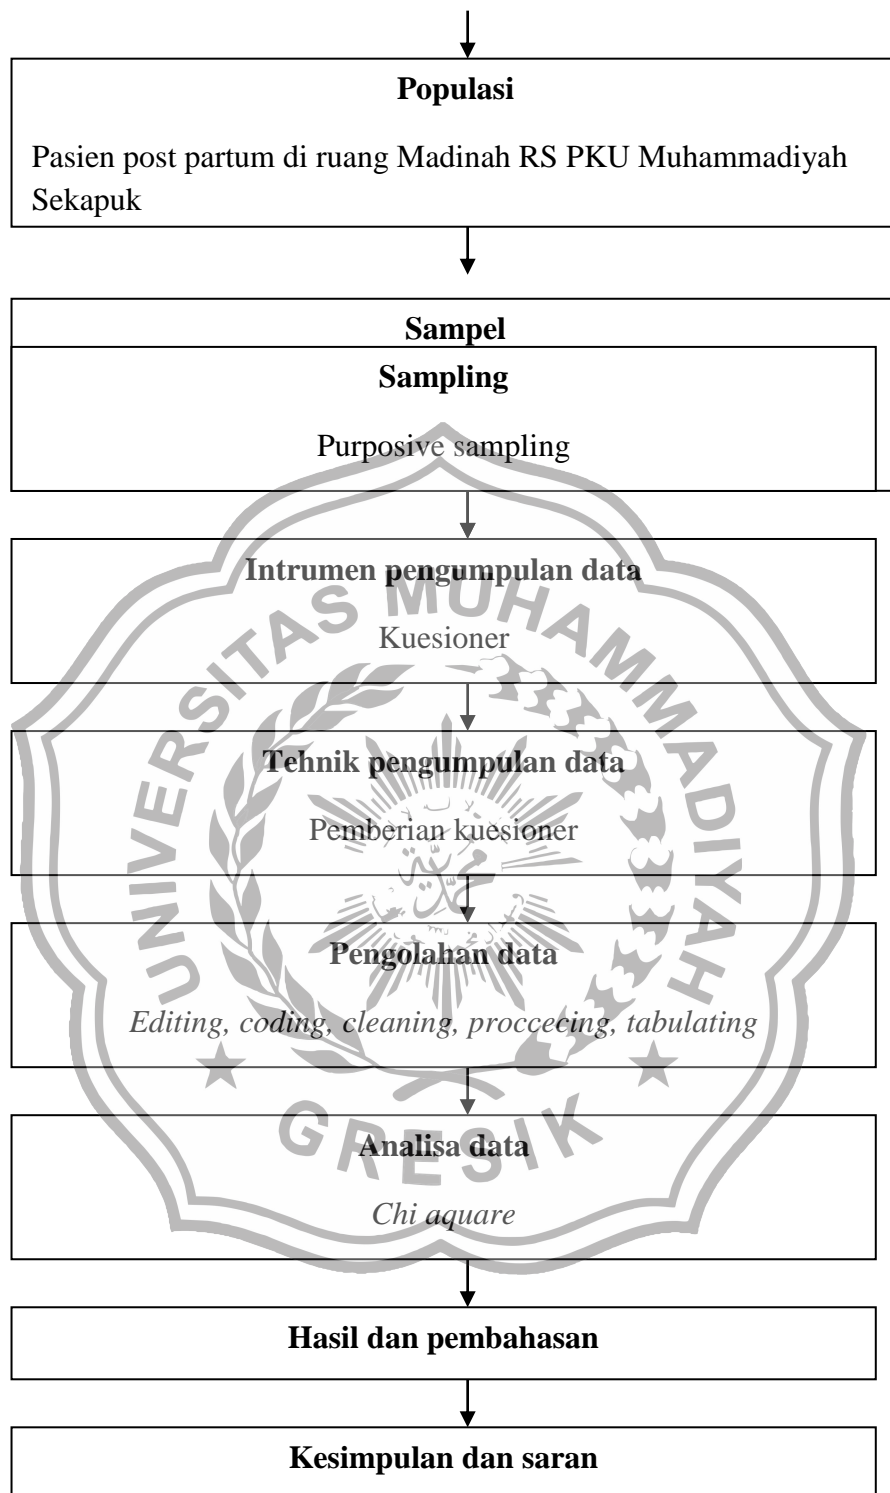 Populasi
Pasien post partum di ruang Madinah RS PKU Muhammadiyah
Sekapuk
Sampel
Sampling
Purposive sampling
Intrumen pengumpulan data
Kuesioner
Tehnik pengumpulan data
Pemberian kuesioner
Pengolahan data
Editing, coding, cleaning, proccecing, tabulating
Analisa data
Chi aquare
Hasil dan pembahasan
Kesimpulan dan saran
UNIVERSITAS MUHAMMADIYAH
GRESIK